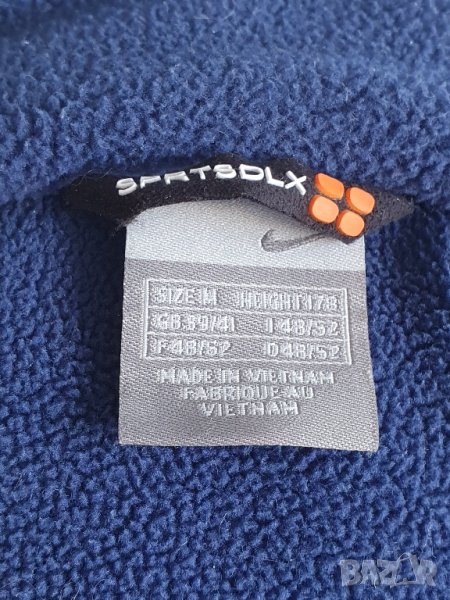 SPRTSDLX
SIZE M HEIGHT 178
GB 39/41 I 48/52
F 48/52 D 48/52
MADE IN VIETNAM
FABRIQUE AU
VIETNAM
BAZAR